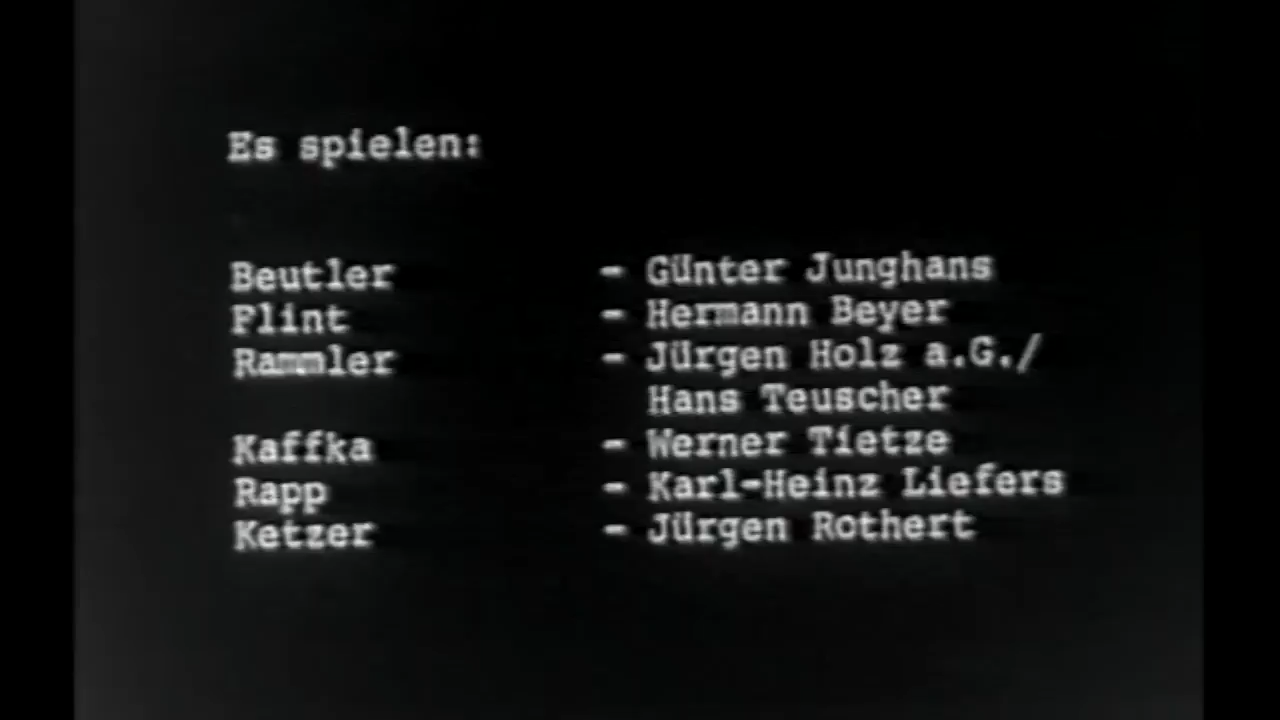 Es spielen:
Beutler - Günter Junghans
Plint - Hermann Beyer
Rammler - Jürgen Holz a.G./
Hans Teuscher
Kaffka - Werner Tietze
Rapp - Karl-Heinz Liefers
Ketzer - Jürgen Rothert